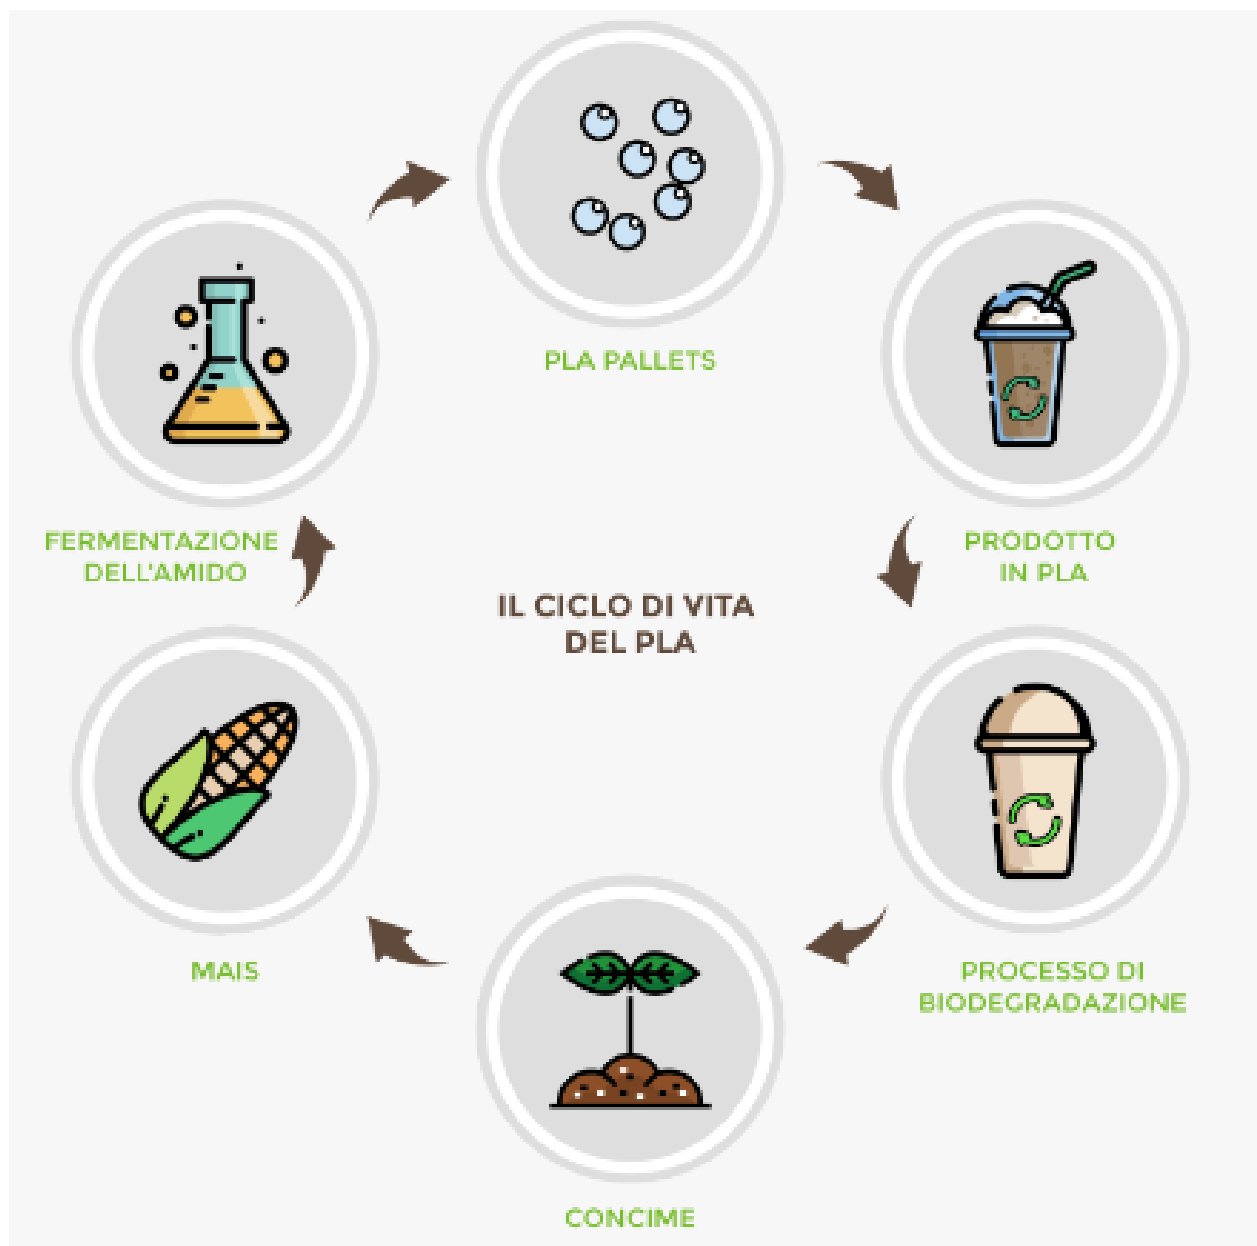 PLA PALLETS
FERMENTAZIONE
DELL'AMIDO
PRODOTTO
IN PLA
IL CICLO DI VITA
DEL PLA
MAIS
PROCESSO DI
BIODEGRADAZIONE
CONCIME